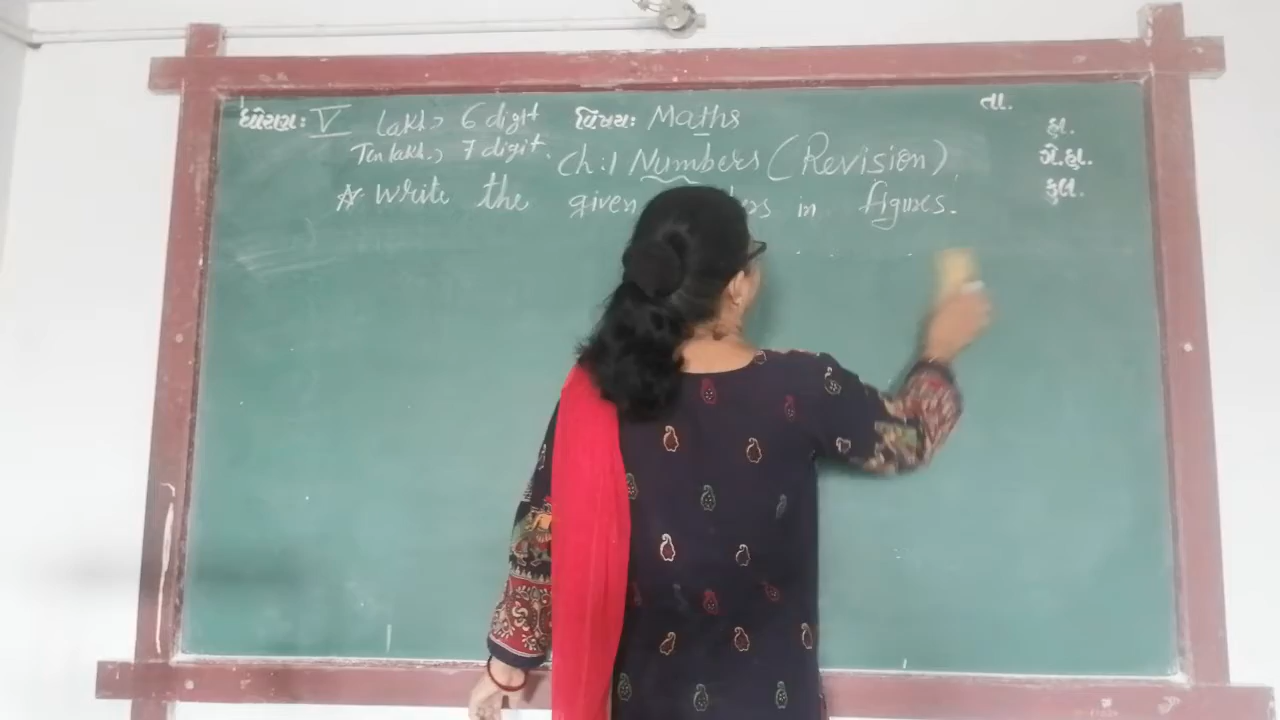 ધોરણ: V Lakh → 6 digit વિષય: Maths તા.
Ten lakh → 7 digit. Ch:1 Numbers (Revision) હા.
ગે.હા.
* Write the given in figures. કુલ.